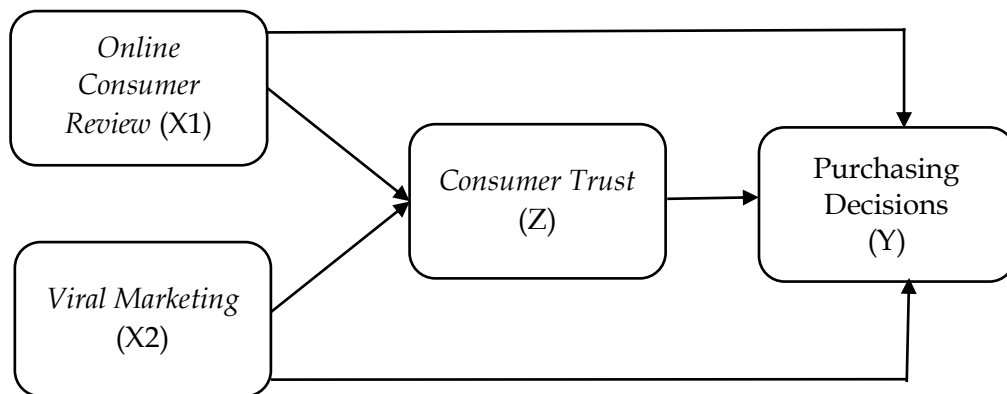 Online
Consumer
Review (X1)
Consumer Trust
(Z)
Purchasing
Decisions
(Y)
Viral Marketing
(X2)